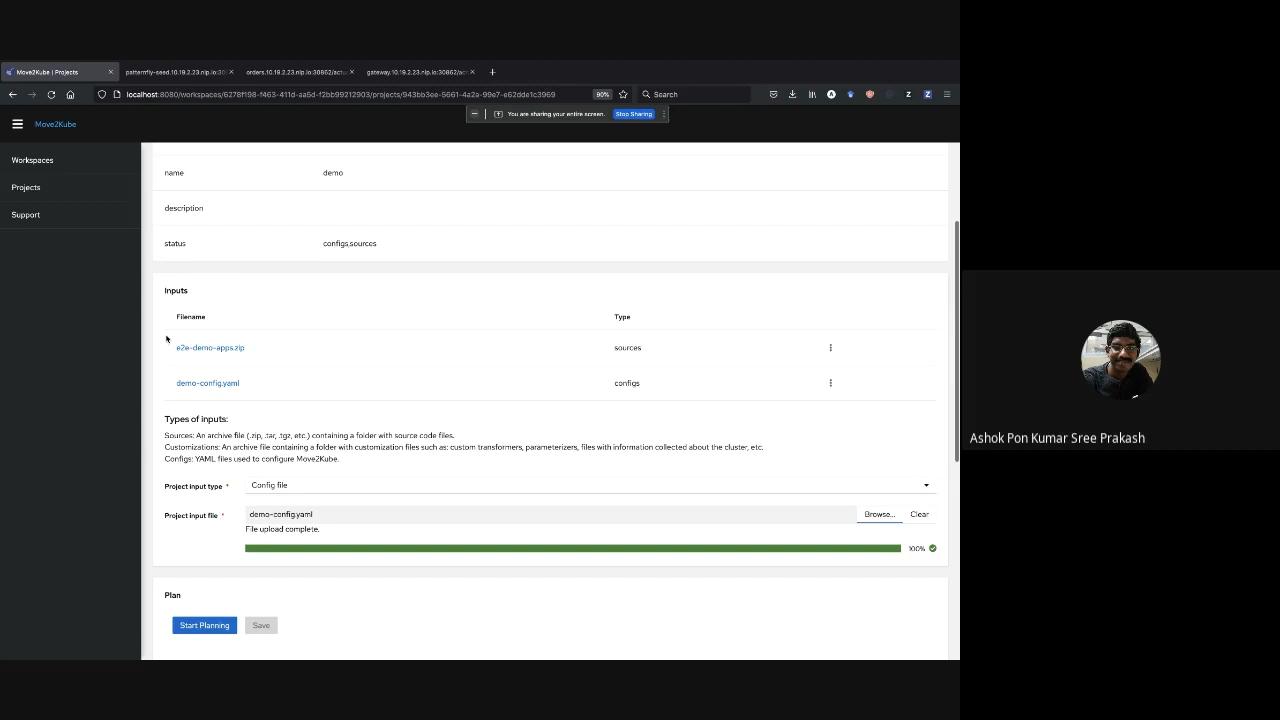 Move2Kube | Projects
patternfly-seed.10.19.2.23.nip.io:30
orders.10.19.2.23.nip.io:30862/actu
gateway.10.19.2.23.nip.io:30862/ac
localhost:8080/workspaces/6278f198-f463-411d-aa5d-f2bb99212903/projects/943bb3ee-5661-4a2a-99e7-e62dde1c3969
90%
Search
You are sharing your entire screen.
Stop Sharing
Move2Kube
Workspaces
Projects
Support
name demo
description
status configs,sources
Inputs
Filename Type
e2e-demo-apps.zip sources
demo-config.yaml configs
Types of inputs:
Sources: An archive file (.zip, .tar, .tgz, etc.) containing a folder with source code files.
Customizations: An archive file containing a folder with customization files such as: custom transformers, parameterizers, files with information collected about the cluster, etc.
Configs: YAML files used to configure Move2Kube.
Project input type * Config file
Project input file * demo-config.yaml Browse... Clear
File upload complete.
100%
Plan
Start Planning Save
Ashok Pon Kumar Sree Prakash